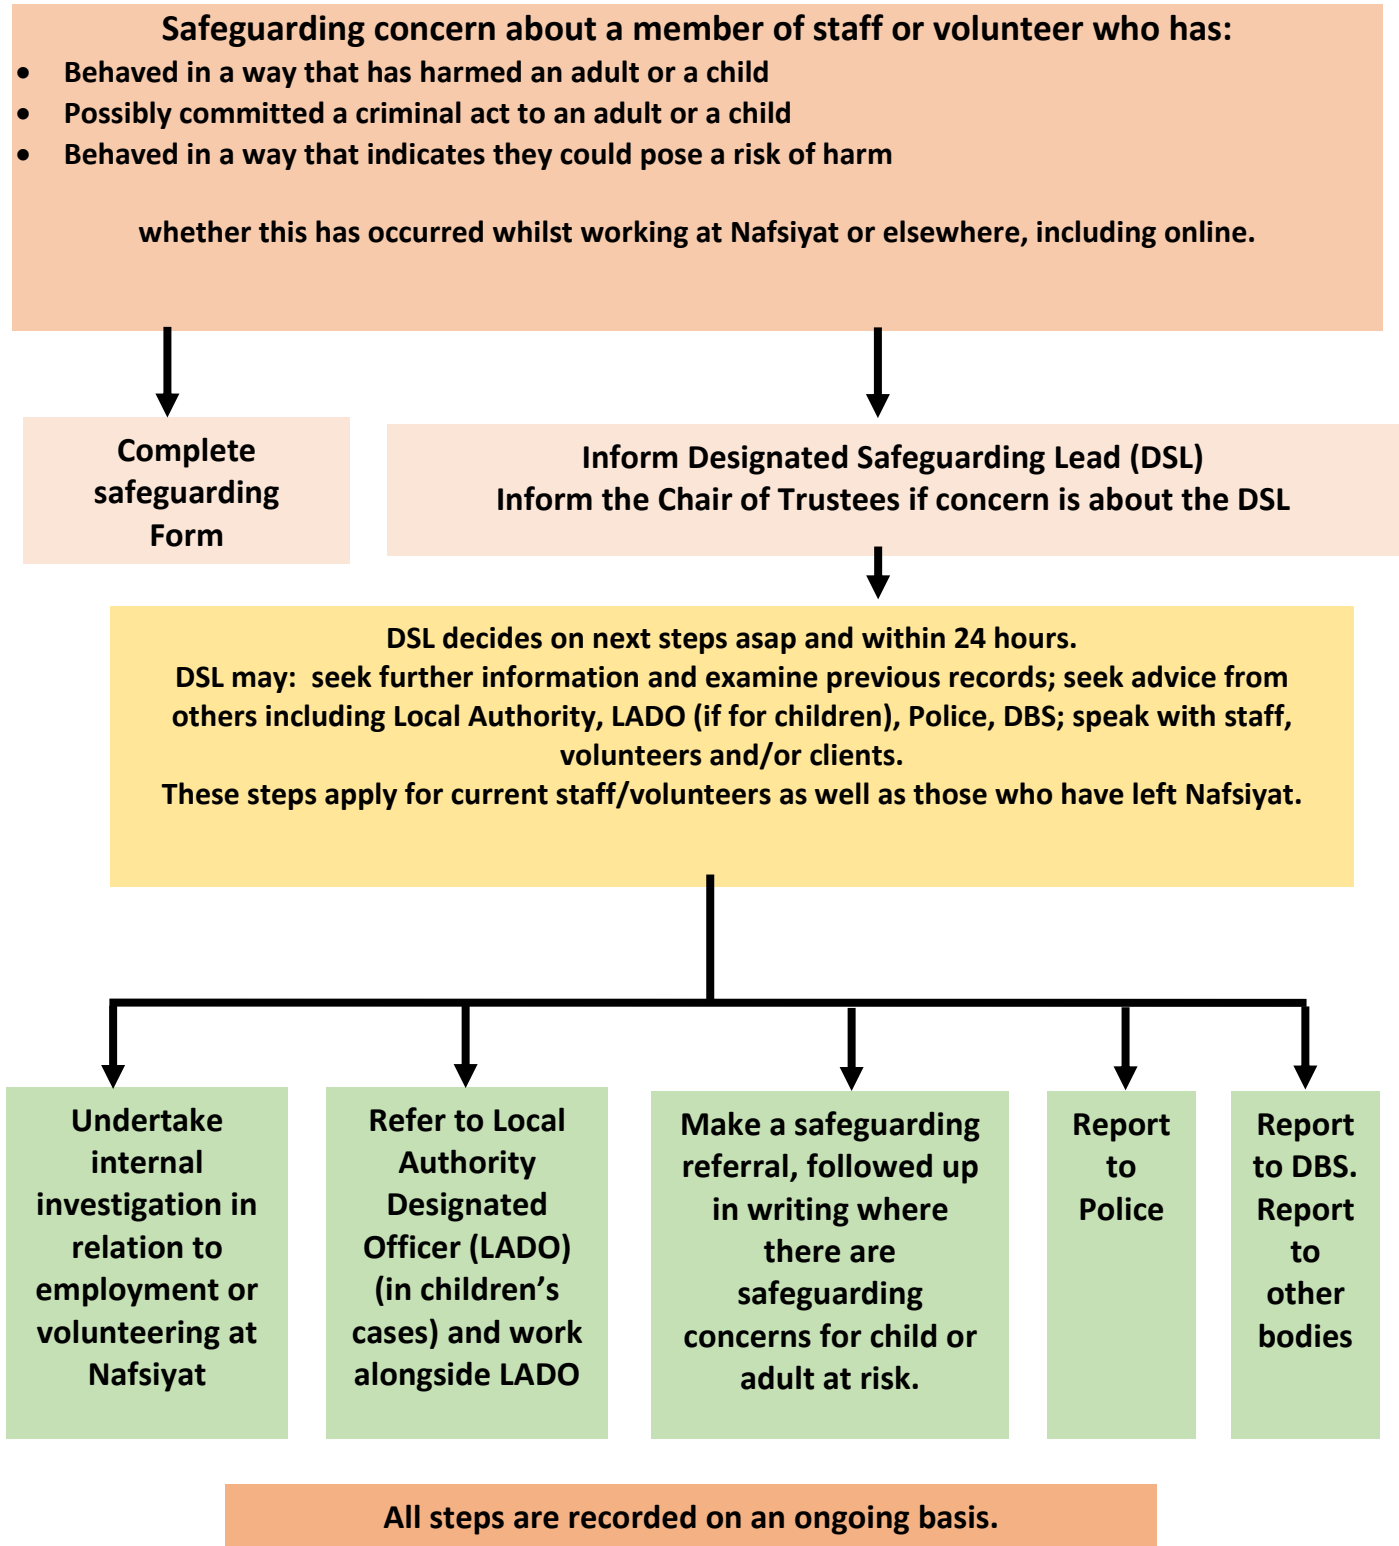 Safeguarding concern about a member of staff or volunteer who has:
• Behaved in a way that has harmed an adult or a child
• Possibly committed a criminal act to an adult or a child
• Behaved in a way that indicates they could pose a risk of harm
whether this has occurred whilst working at Nafsiyat or elsewhere, including online.
Complete
safeguarding
Form
Inform Designated Safeguarding Lead (DSL)
Inform the Chair of Trustees if concern is about the DSL
DSL decides on next steps asap and within 24 hours.
DSL may:  seek further information and examine previous records; seek advice from
others including Local Authority, LADO (if for children), Police, DBS; speak with staff,
volunteers and/or clients.
These steps apply for current staff/volunteers as well as those who have left Nafsiyat.
Undertake
internal
investigation in
relation to
employment or
volunteering at
Nafsiyat
Refer to Local
Authority
Designated
Officer (LADO)
(in children’s
cases) and work
alongside LADO
Make a safeguarding
referral, followed up
in writing where
there are
safeguarding
concerns for child or
adult at risk.
Report
to
Police
Report
to DBS.
Report
to
other
bodies
All steps are recorded on an ongoing basis.